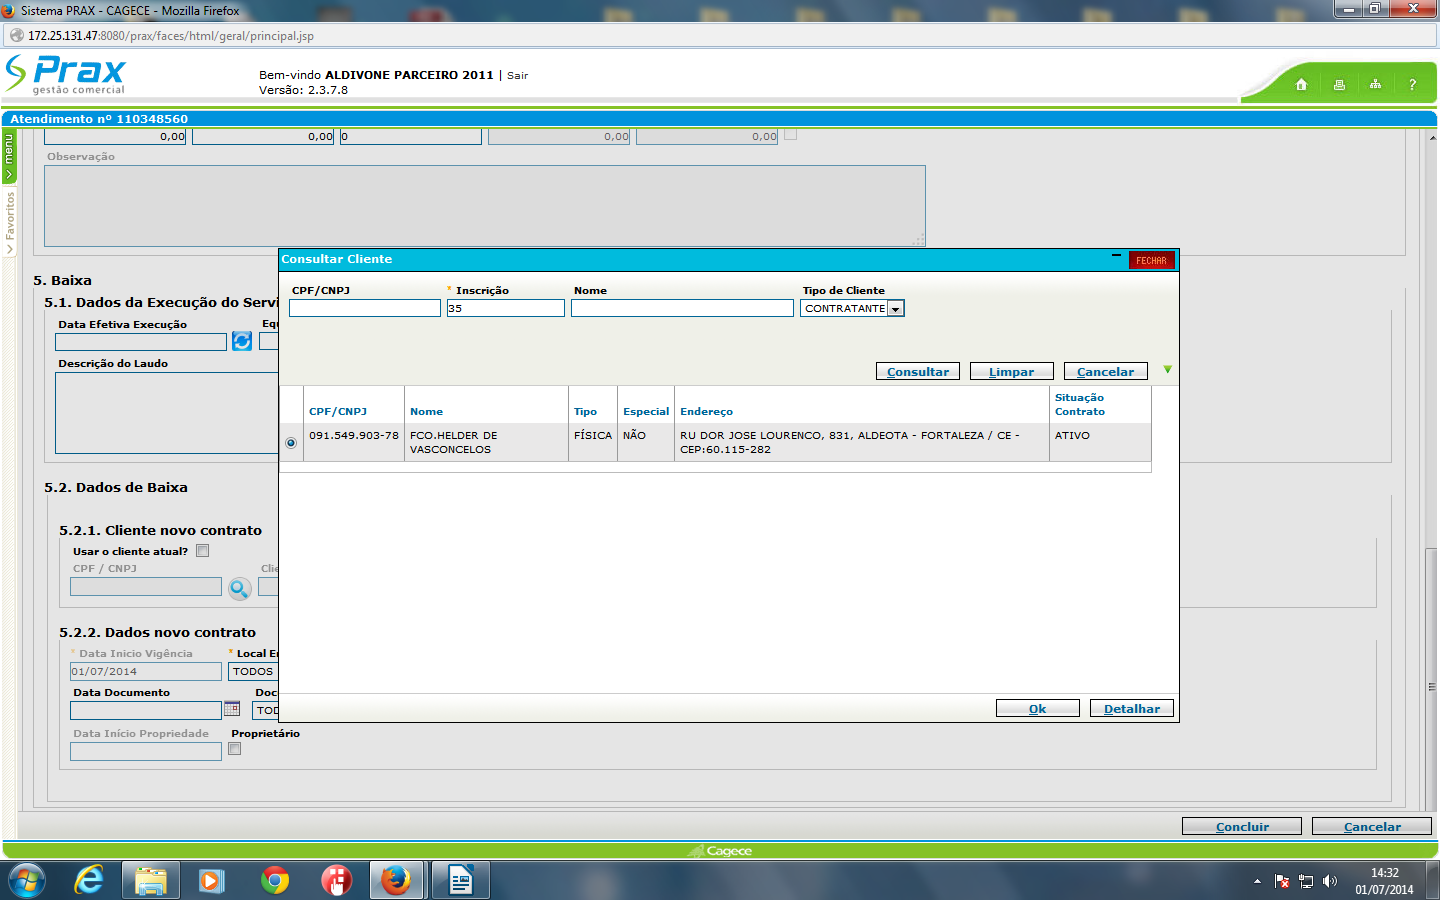 Sistema PRAX - CAGECE - Mozilla Firefox
172.25.131.47:8080/prax/faces/html/geral/principal.jsp
Prax
gestão comercial
Bem-vindo ALDIVONE PARCEIRO 2011 | Sair
Versão: 2.3.7.8
?
Atendimento nº 110348560
menu
Favoritos
0,00 0,00 0 0,00 0,00
Observação
5. Baixa
5.1. Dados da Execução do Servi
Data Efetiva Execução Equ
Descrição do Laudo
5.2. Dados de Baixa
5.2.1. Cliente novo contrato
Usar o cliente atual?
CPF / CNPJ Clie
5.2.2. Dados novo contrato
* Data Inicio Vigência * Local E
01/07/2014 TODOS
Data Documento Doc
TOD
Data Início Propriedade Proprietário
Consultar Cliente FECHAR
CPF/CNPJ * Inscrição Nome Tipo de Cliente
35 CONTRATANTE
Consultar Limpar Cancelar
CPF/CNPJ Nome Tipo Especial Endereço Situação Contrato
091.549.903-78 FCO.HELDER DE VASCONCELOS FÍSICA NÃO RU DOR JOSE LOURENCO, 831, ALDEOTA - FORTALEZA / CE - CEP:60.115-282 ATIVO
Ok Detalhar
Concluir Cancelar
Cagece
14:32
01/07/2014